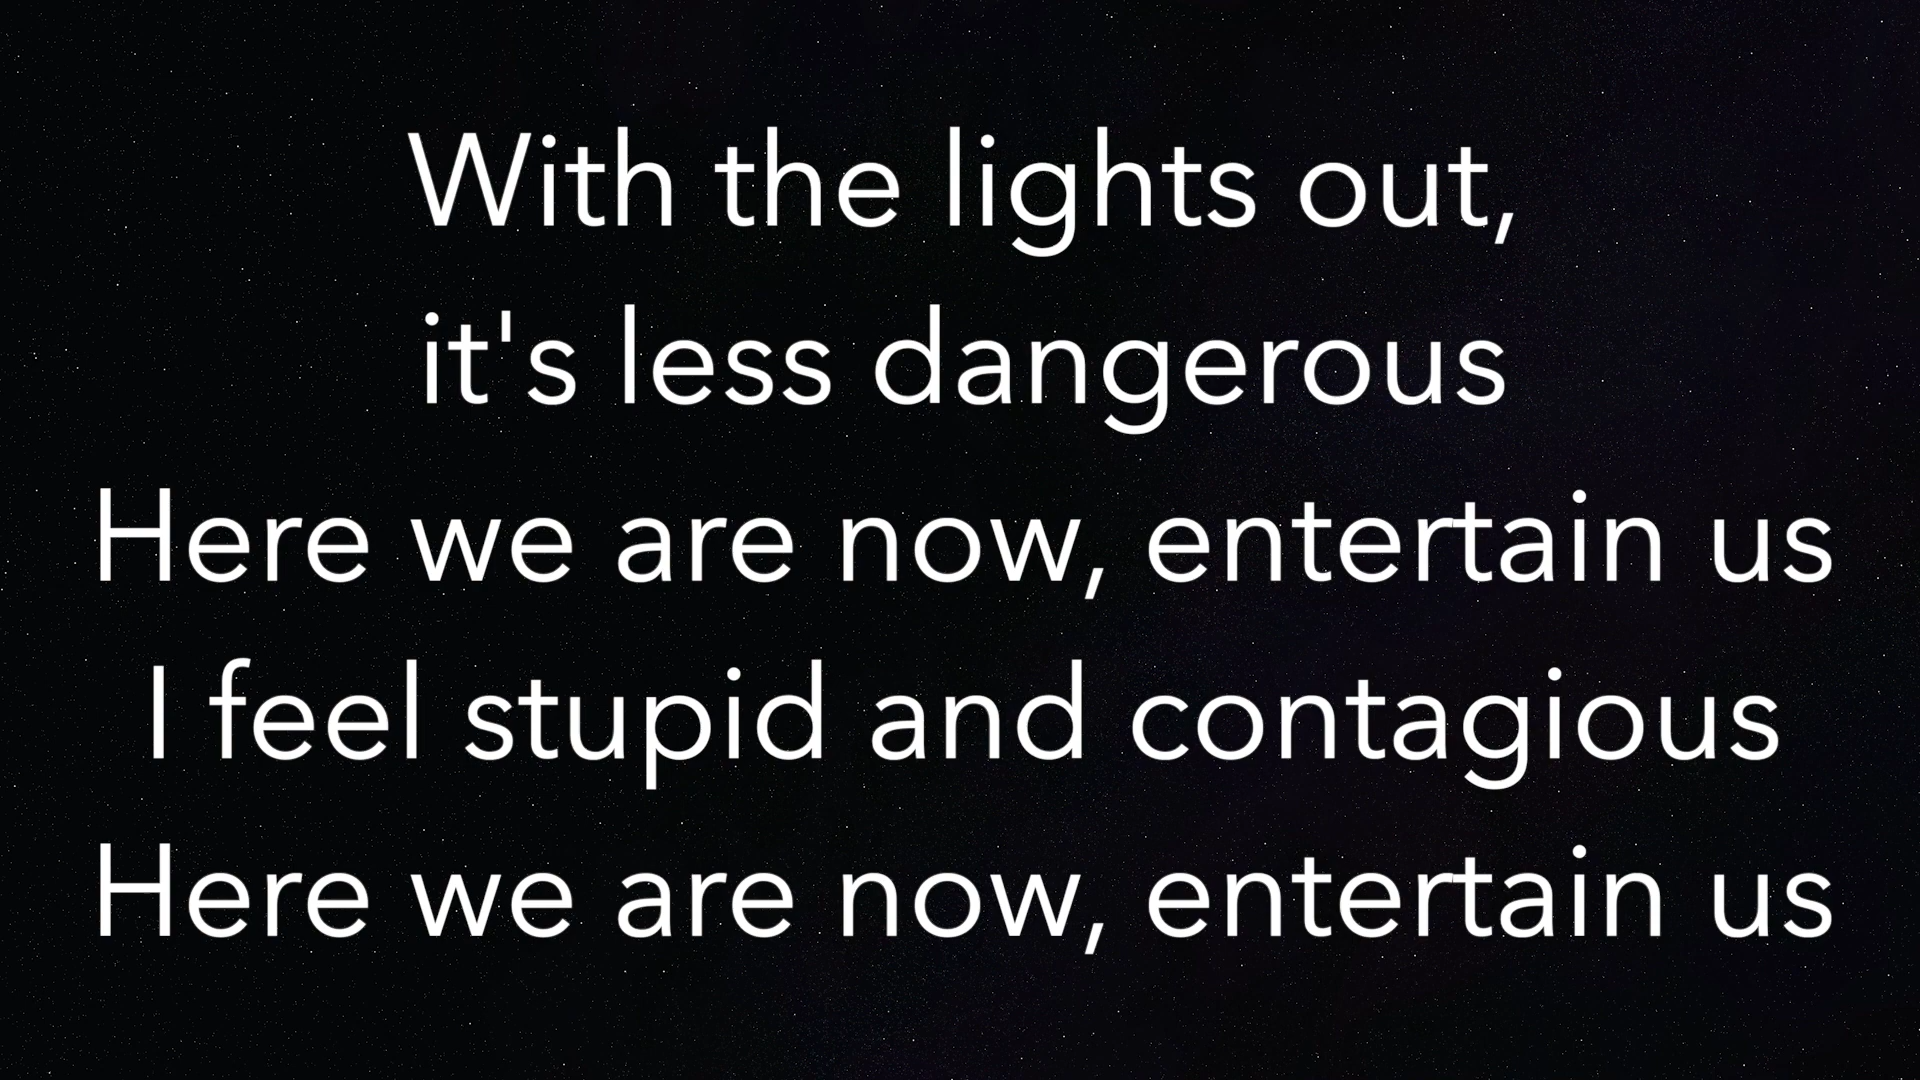 With the lights out,
it's less dangerous
Here we are now, entertain us
I feel stupid and contagious
Here we are now, entertain us